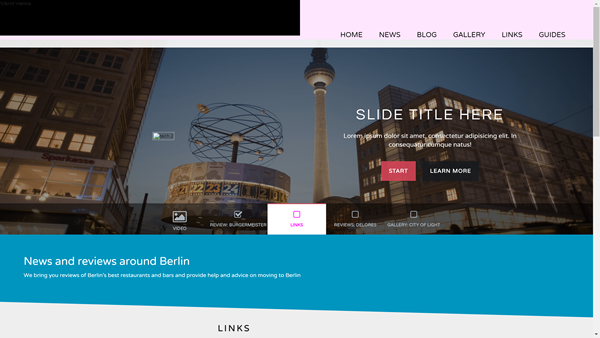 HOME NEWS BLOG GALLERY LINKS GUIDES
SLIDE TITLE HERE
Lorem ipsum dolor sit amet, consectetur adipisicing elit. In
consequaturcumque natus!
START LEARN MORE
Sparkasse
VIDEO REVIEW: BURGERMEISTER LINKS REVIEWS: DELORES GALLERY: CITY OF LIGHT
News and reviews around Berlin
We bring you reviews of Berlin's best restaurants and bars and provide help and advice on moving to Berlin
LINKS